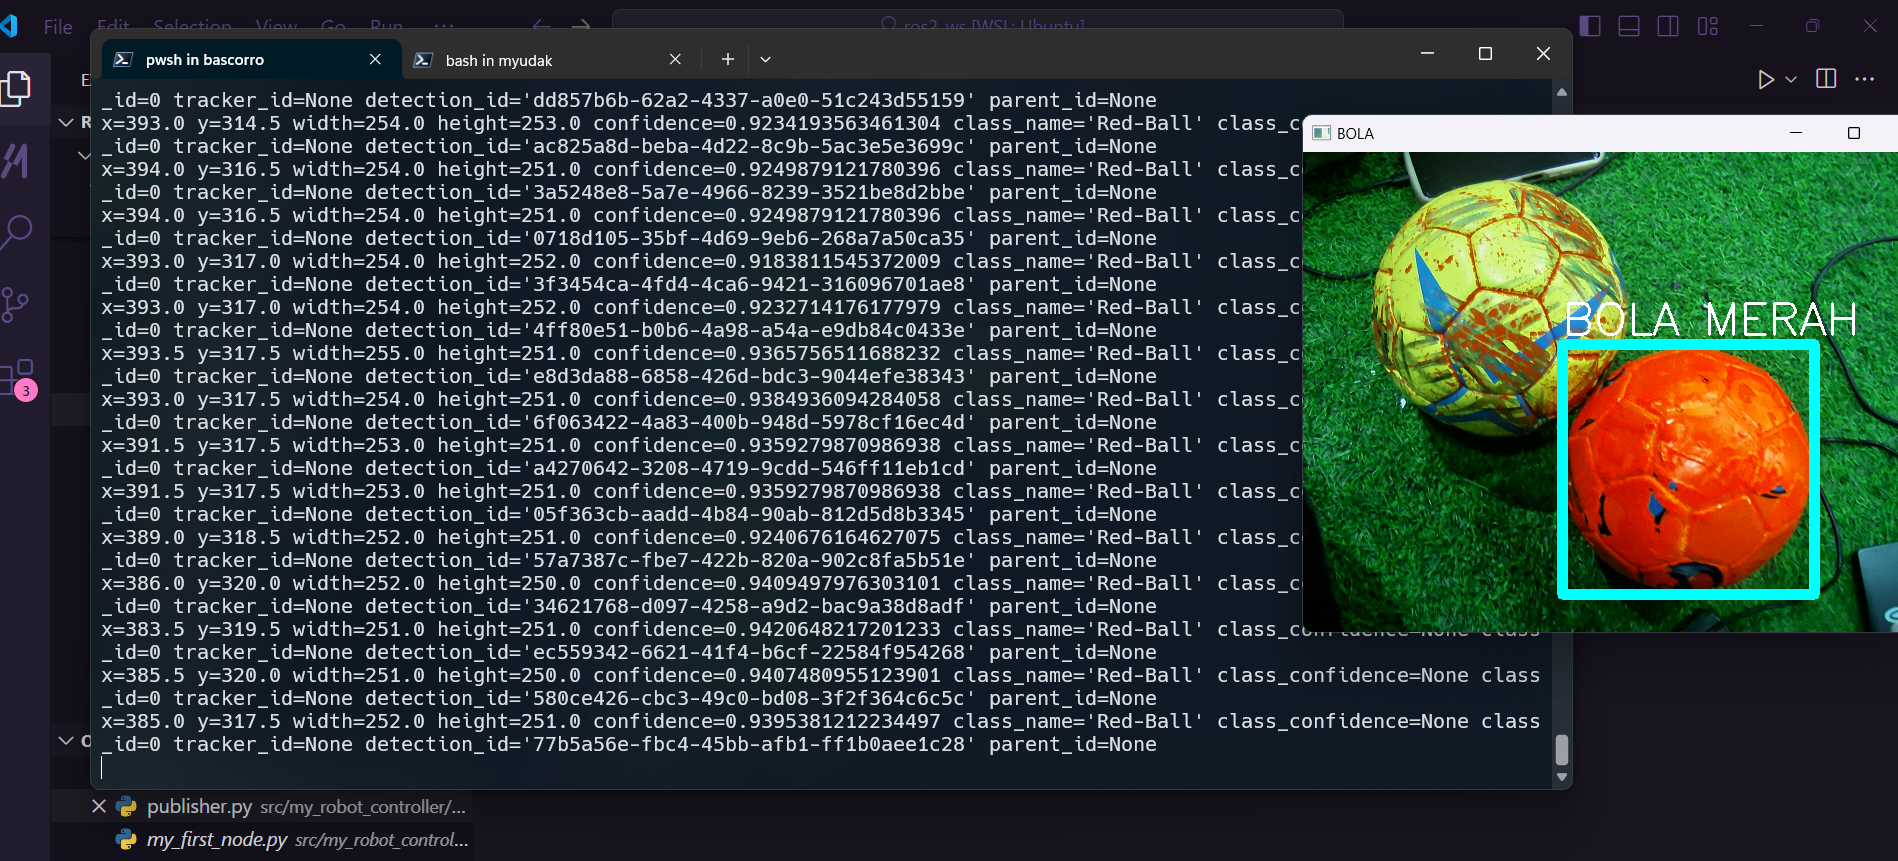 File Edit Selection View Go Run ...
ros2_ws [WSL: Ubuntu]
pwsh in bascorro
bash in myudak
_id=0 tracker_id=None detection_id='dd857b6b-62a2-4337-a0e0-51c243d55159' parent_id=None
x=393.0 y=314.5 width=254.0 height=253.0 confidence=0.9234193563461304 class_name='Red-Ball' class_c
_id=0 tracker_id=None detection_id='ac825a8d-beba-4d22-8c9b-5ac3e5e3699c' parent_id=None
x=394.0 y=316.5 width=254.0 height=251.0 confidence=0.9249879121780396 class_name='Red-Ball' class_c
_id=0 tracker_id=None detection_id='3a5248e8-5a7e-4966-8239-3521be8d2bbe' parent_id=None
x=394.0 y=316.5 width=254.0 height=251.0 confidence=0.9249879121780396 class_name='Red-Ball' class_c
_id=0 tracker_id=None detection_id='0718d105-35bf-4d69-9eb6-268a7a50ca35' parent_id=None
x=393.0 y=317.0 width=254.0 height=252.0 confidence=0.9183811545372009 class_name='Red-Ball' class_c
_id=0 tracker_id=None detection_id='3f3454ca-4fd4-4ca6-9421-316096701ae8' parent_id=None
x=393.0 y=317.0 width=254.0 height=252.0 confidence=0.9232714176177979 class_name='Red-Ball' class_c
_id=0 tracker_id=None detection_id='4ff80e51-b0b6-4a98-a54a-e9db84c0433e' parent_id=None
x=393.5 y=317.5 width=255.0 height=251.0 confidence=0.9365756511688232 class_name='Red-Ball' class_c
_id=0 tracker_id=None detection_id='e8d3da88-6858-426d-bdc3-9044efe38343' parent_id=None
x=393.0 y=317.5 width=254.0 height=251.0 confidence=0.9384936094284058 class_name='Red-Ball' class_c
_id=0 tracker_id=None detection_id='6f063422-4a83-400b-948d-5978cf16ec4d' parent_id=None
x=391.5 y=317.5 width=253.0 height=251.0 confidence=0.9359279870986938 class_name='Red-Ball' class_c
_id=0 tracker_id=None detection_id='a4270642-3208-4719-9cdd-546ff11eb1cd' parent_id=None
x=391.5 y=317.5 width=253.0 height=251.0 confidence=0.9359279870986938 class_name='Red-Ball' class_c
_id=0 tracker_id=None detection_id='05f363cb-aadd-4b84-90ab-812d5d8b3345' parent_id=None
x=389.0 y=318.5 width=252.0 height=251.0 confidence=0.9240676164627075 class_name='Red-Ball' class_c
_id=0 tracker_id=None detection_id='57a7387c-fbe7-422b-820a-902c8fa5b51e' parent_id=None
x=386.0 y=320.0 width=252.0 height=250.0 confidence=0.9409497976303101 class_name='Red-Ball' class_c
_id=0 tracker_id=None detection_id='34621768-d097-4258-a9d2-bac9a38d8adf' parent_id=None
x=383.5 y=319.5 width=251.0 height=251.0 confidence=0.9420648217201233 class_name='Red-Ball' class_confidence=None class
_id=0 tracker_id=None detection_id='ec559342-6621-41f4-b6cf-22584f954268' parent_id=None
x=385.5 y=320.0 width=251.0 height=250.0 confidence=0.9407480955123901 class_name='Red-Ball' class_confidence=None class
_id=0 tracker_id=None detection_id='580ce426-cbc3-49c0-bd08-3f2f364c6c5c' parent_id=None
x=385.0 y=317.5 width=252.0 height=251.0 confidence=0.9395381212234497 class_name='Red-Ball' class_confidence=None class
_id=0 tracker_id=None detection_id='77b5a56e-fbc4-45bb-afb1-ff1b0aee1c28' parent_id=None
BOLA
BOLA MERAH
3
publisher.py src/my_robot_controller/...
my_first_node.py src/my_robot_control...